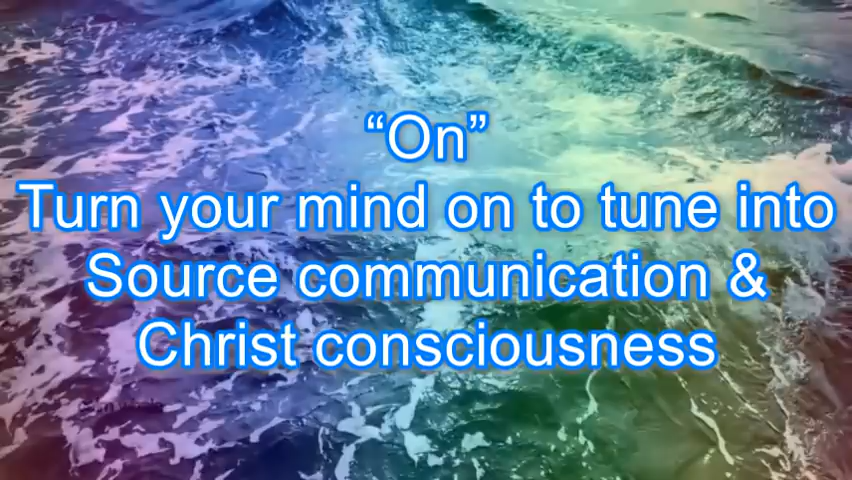 “On”
Turn your mind on to tune into
Source communication &
Christ consciousness